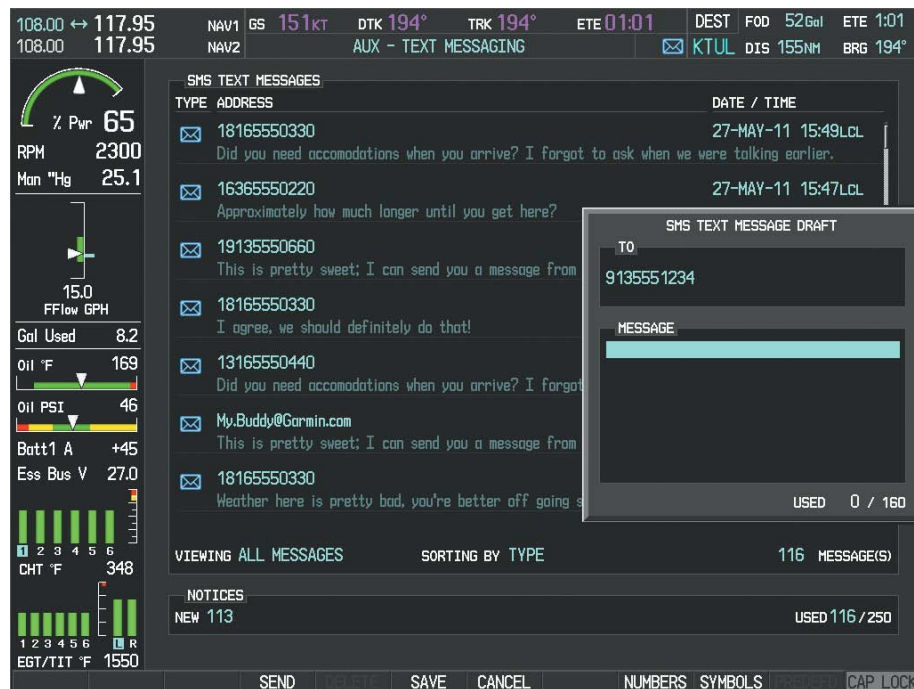 108.00 ↔ 117.95 NAV1 GS 151KT DTK 194° TRK 194° ETE 01:01 DEST FOD 52Gal ETE 1:01
108.00 117.95 NAV2 AUX - TEXT MESSAGING KTUL DIS 155NM BRG 194°
% Pwr 65
RPM 2300
Man "Hg 25.1
15.0
FFlow GPH
Gal Used 8.2
Oil °F 169
Oil PSI 46
Batt1 A +45
Ess Bus V 27.0
1 2 3 4 5 6
CHT °F 348
1 2 3 4 5 6 L R
EGT/TIT °F 1550
SMS TEXT MESSAGES
TYPE ADDRESS DATE / TIME
18165550330 27-MAY-11 15:49LCL
Did you need accomodations when you arrive? I forgot to ask when we were talking earlier.
16365550220 27-MAY-11 15:47LCL
Approximately how much longer until you get here?
19135550660
This is pretty sweet; I can send you a message from
18165550330
I agree, we should definitely do that!
13165550440
Did you need accomodations when you arrive? I forgot
My.Buddy@Garmin.com
This is pretty sweet; I can send you a message from
18165550330
Weather here is pretty bad, you're better off going s
VIEWING ALL MESSAGES SORTING BY TYPE 116 MESSAGE(S)
SMS TEXT MESSAGE DRAFT
TO
9135551234
MESSAGE
USED 0 / 160
NOTICES
NEW 113 USED 116 / 250
SEND DELETE SAVE CANCEL NUMBERS SYMBOLS PREDEFD CAP LOCK